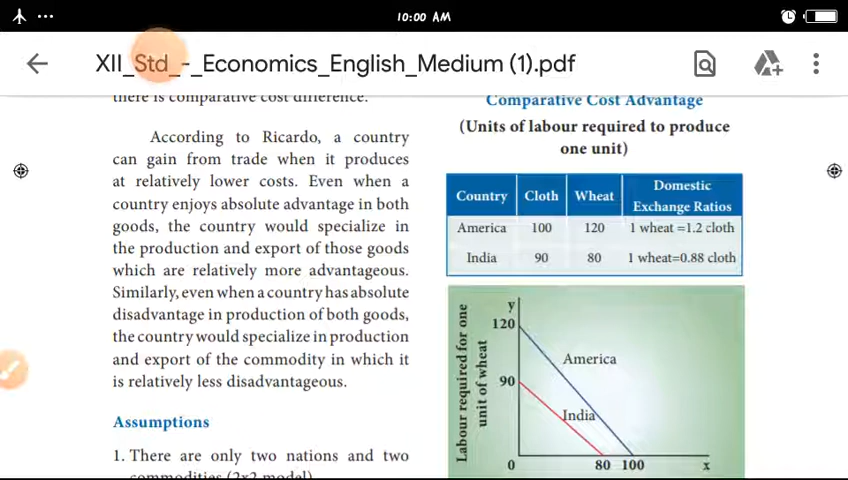 10:00 AM
XII_Std_-_Economics_English_Medium (1).pdf
there is comparative cost difference.
According to Ricardo, a country
can gain from trade when it produces
at relatively lower costs. Even when a
country enjoys absolute advantage in both
goods, the country would specialize in
the production and export of those goods
which are relatively more advantageous.
Similarly, even when a country has absolute
disadvantage in production of both goods,
the country would specialize in production
and export of the commodity in which it
is relatively less disadvantageous.
Assumptions
1. There are only two nations and two
commodities (2x2 model)
Comparative Cost Advantage
(Units of labour required to produce
one unit)
Country Cloth Wheat Domestic
Exchange Ratios
America 100 120 1 wheat =1.2 cloth
India 90 80 1 wheat=0.88 cloth
Labour required for one
unit of wheat
y
120
America
90
India
0 80 100 x